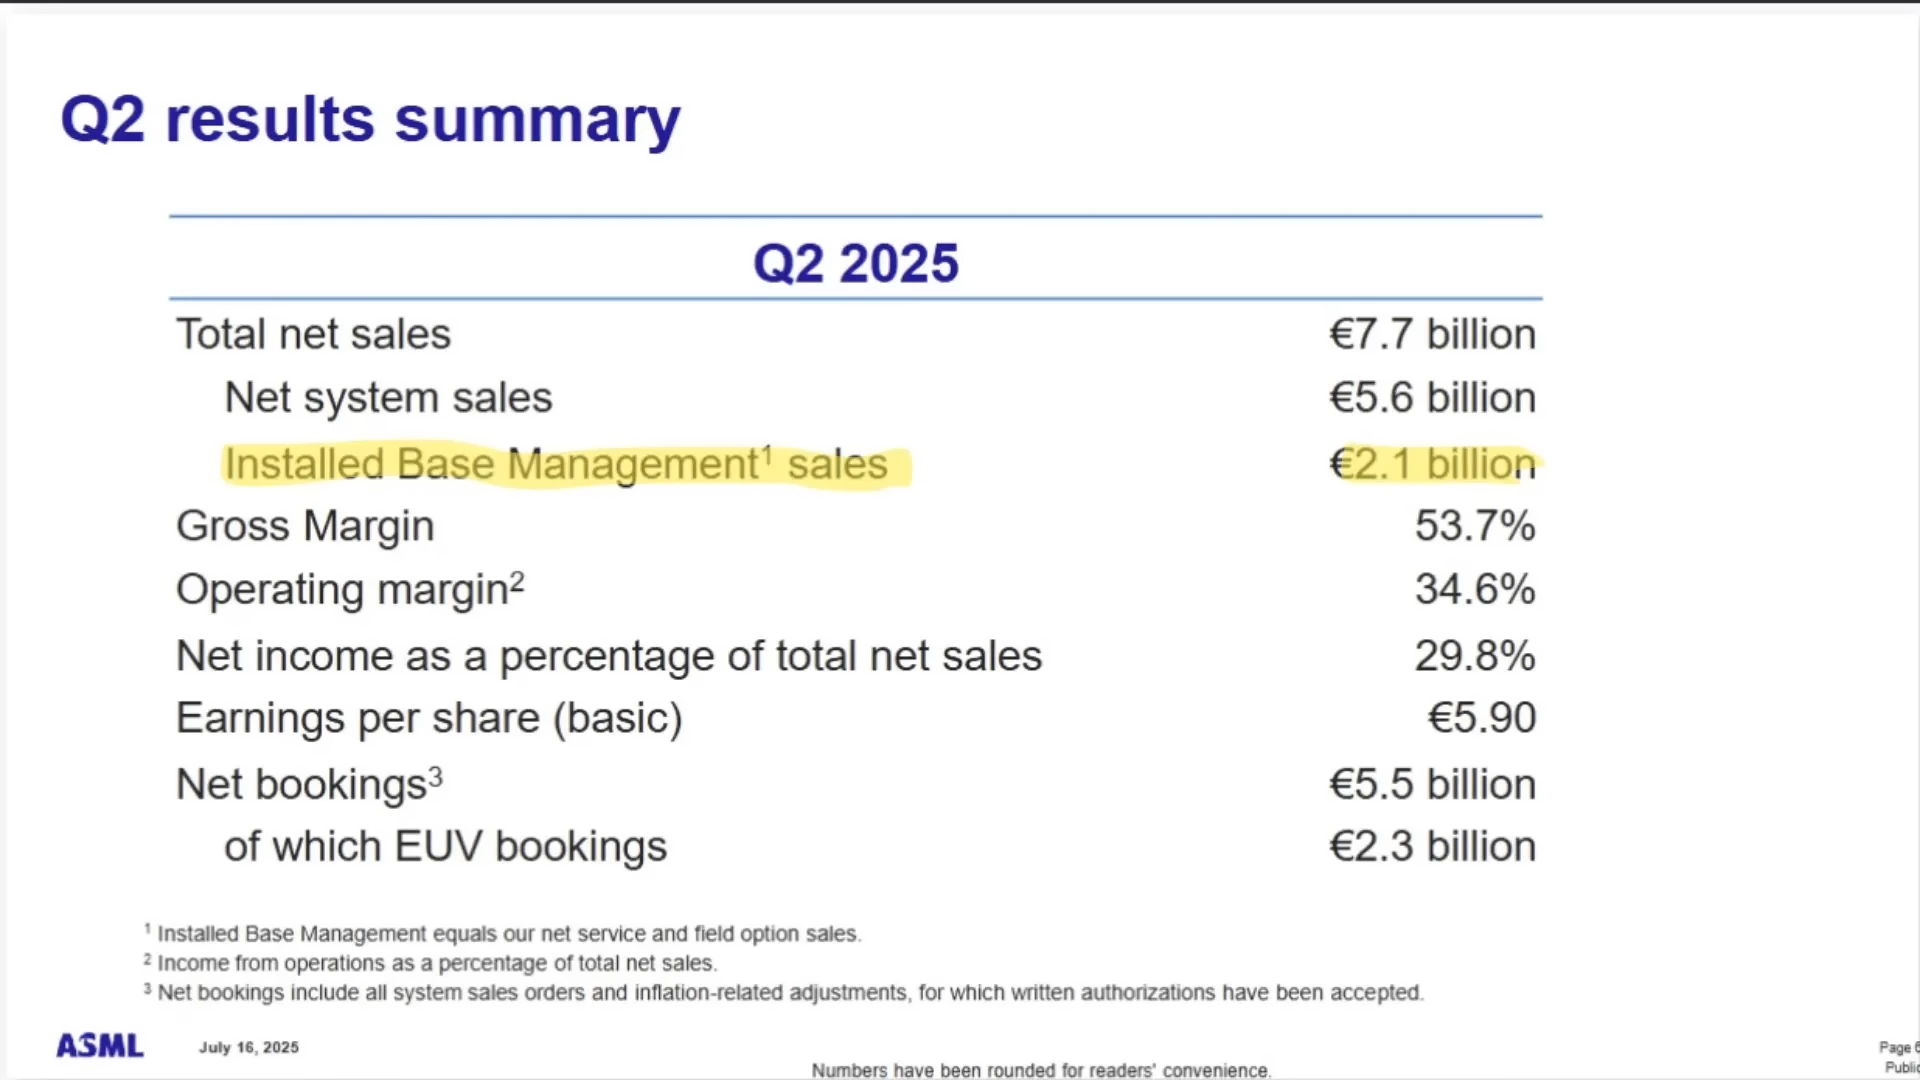 Q2 results summary
Q2 2025
Total net sales €7.7 billion
Net system sales €5.6 billion
Installed Base Management¹ sales €2.1 billion
Gross Margin 53.7%
Operating margin² 34.6%
Net income as a percentage of total net sales 29.8%
Earnings per share (basic) €5.90
Net bookings³ €5.5 billion
of which EUV bookings €2.3 billion
¹ Installed Base Management equals our net service and field option sales.
² Income from operations as a percentage of total net sales.
³ Net bookings include all system sales orders and inflation-related adjustments, for which written authorizations have been accepted.
ASML July 16, 2025
Page
Numbers have been rounded for readers' convenience.